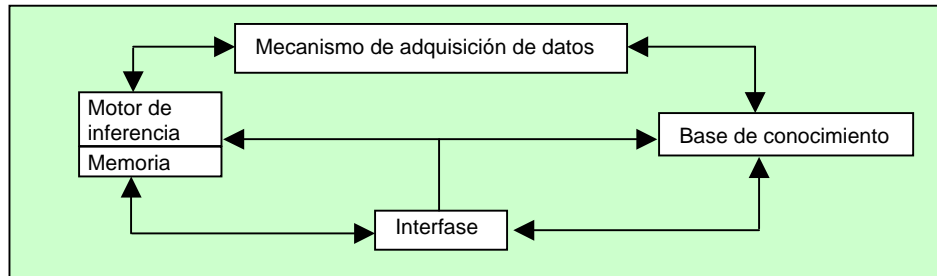 Mecanismo de adquisición de datos
Motor de
inferencia
Memoria
Base de conocimiento
Interfase